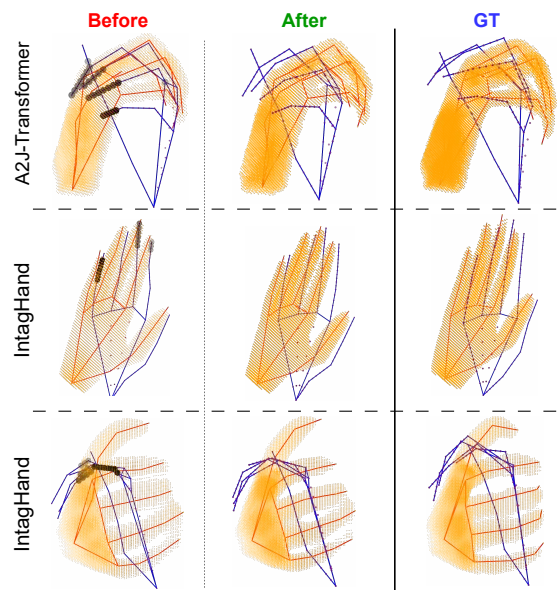 Before
After
GT
A2J-Transformer
IntagHand
IntagHand